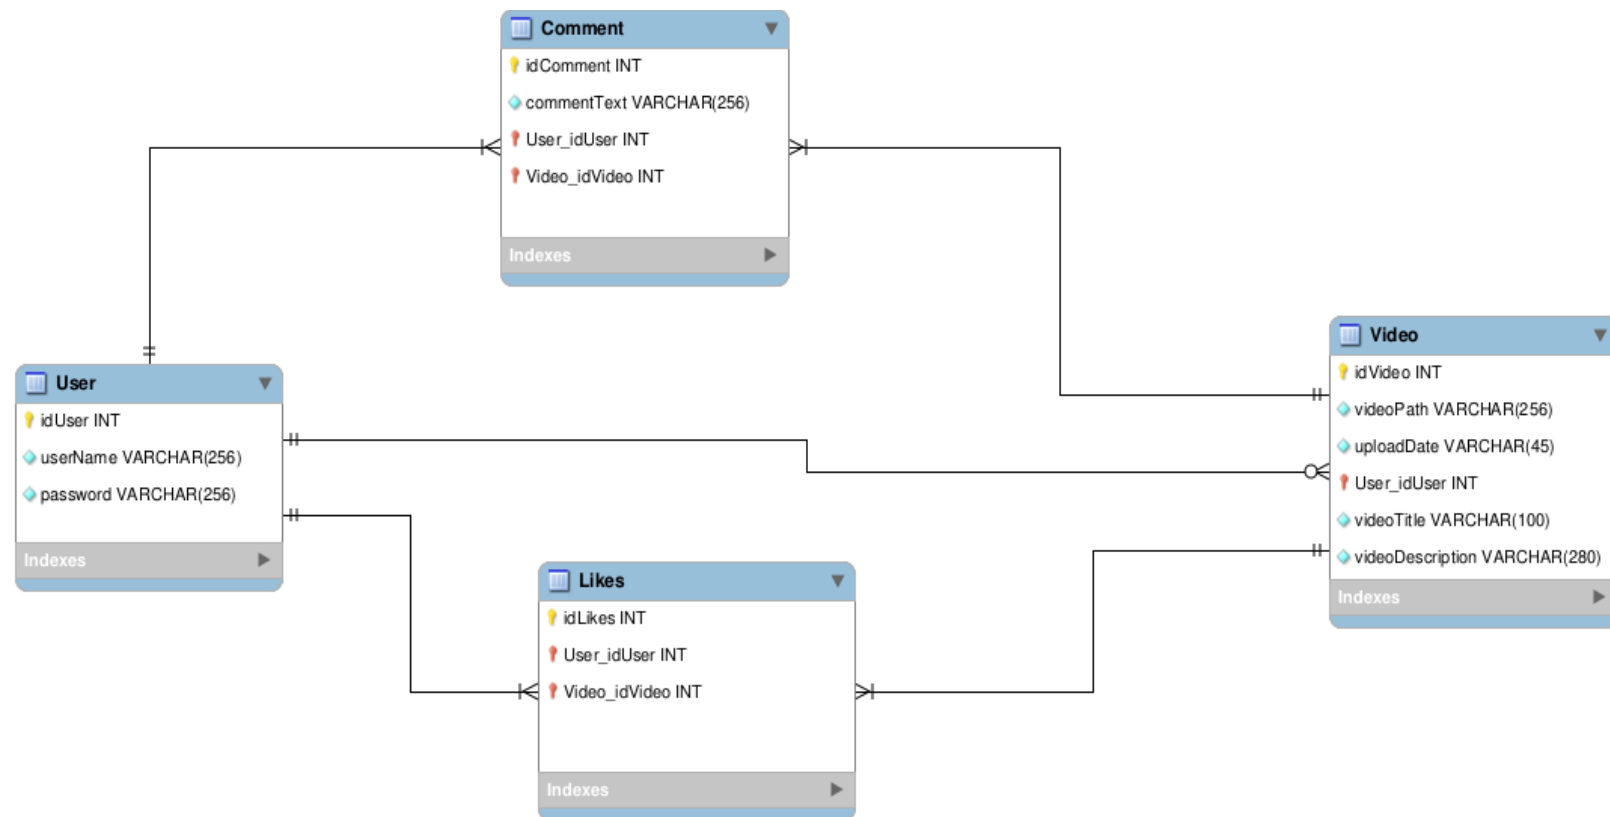 Comment
idComment INT
commentText VARCHAR(256)
User_idUser INT
Video_idVideo INT
Indexes
User
idUser INT
userName VARCHAR(256)
password VARCHAR(256)
Indexes
Video
idVideo INT
videoPath VARCHAR(256)
uploadDate VARCHAR(45)
User_idUser INT
videoTitle VARCHAR(100)
videoDescription VARCHAR(280)
Indexes
Likes
idLikes INT
User_idUser INT
Video_idVideo INT
Indexes